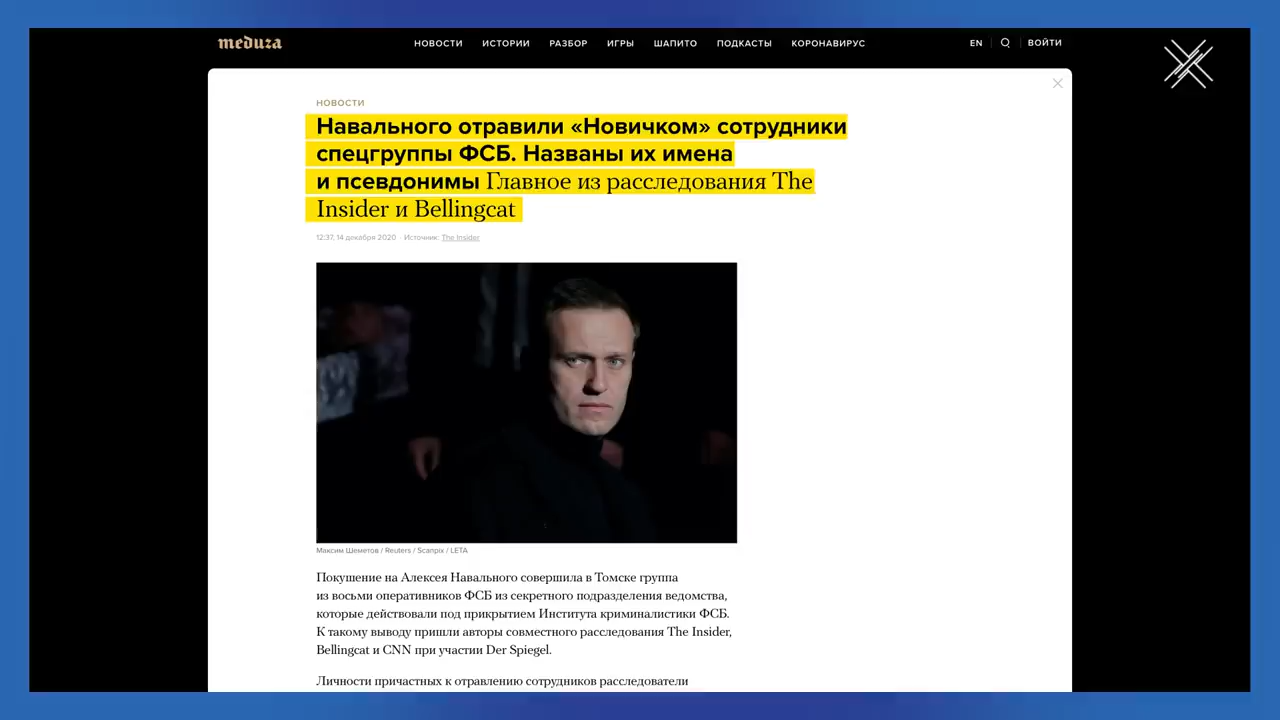 meduza
НОВОСТИ ИСТОРИИ РАЗБОР ИГРЫ ШАПИТО ПОДКАСТЫ КОРОНАВИРУС
EN ВОЙТИ
НОВОСТИ
Навального отравили «Новичком» сотрудники
спецгруппы ФСБ. Названы их имена
и псевдонимы Главное из расследования The
Insider и Bellingcat
12:37, 14 декабря 2020 · Источник: The Insider
Максим Шеметов / Reuters / Scanpix / LETA
Покушение на Алексея Навального совершила в Томске группа
из восьми оперативников ФСБ из секретного подразделения ведомства,
которые действовали под прикрытием Института криминалистики ФСБ.
К такому выводу пришли авторы совместного расследования The Insider,
Bellingcat и CNN при участии Der Spiegel.
Личности причастных к отравлению сотрудников расследователи